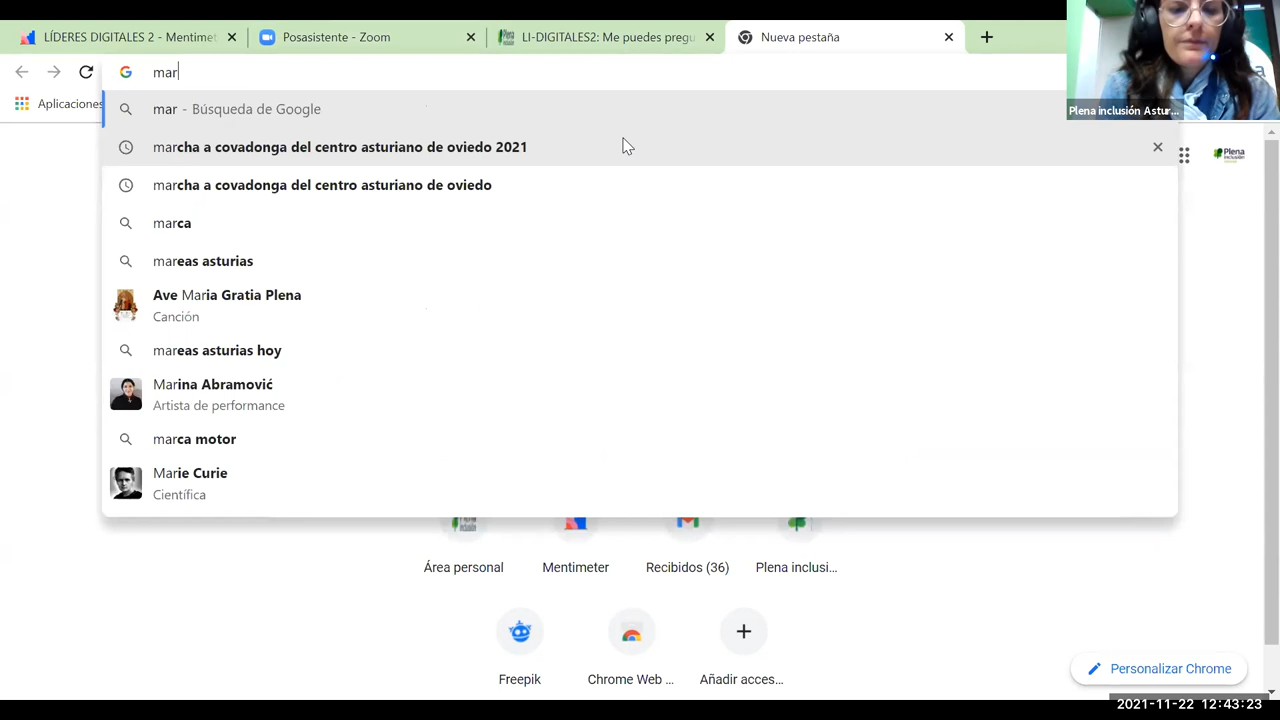 LÍDERES DIGITALES 2 - Mentimet
Posasistente - Zoom
LI-DIGITALES2: Me puedes pregu
Nueva pestaña
mar
Aplicaciones
mar - Búsqueda de Google
marcha a covadonga del centro asturiano de oviedo 2021
marcha a covadonga del centro asturiano de oviedo
marca
mareas asturias
Ave Maria Gratia Plena
Canción
mareas asturias hoy
Marina Abramović
Artista de performance
marca motor
Marie Curie
Científica
Plena inclusión Astur...
Plena
inclusión
Área personal
Mentimeter
Recibidos (36)
Plena inclusi...
Freepik
Chrome Web ...
Añadir acces...
Personalizar Chrome
2021-11-22 12:43:23